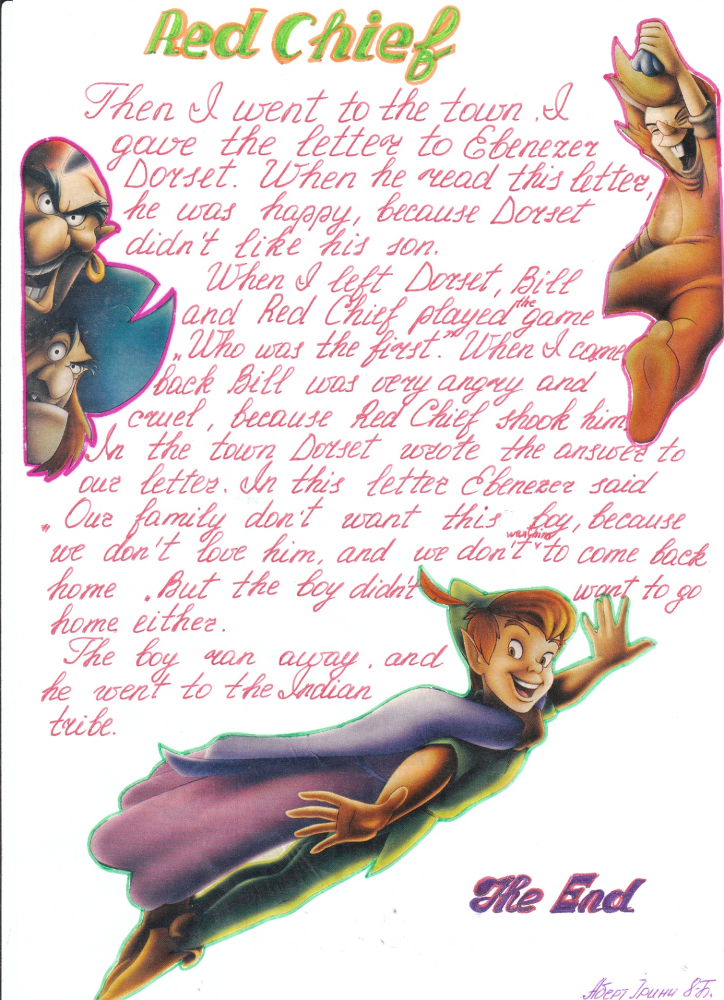 Red Chief
Then I went to the town. I
gave the letter to Ebenezer
Dorset. When he read this letter,
he was happy, because Dorset
didn't like his son.
When I left Dorset, Bill
and Red Chief played the game
„Who was the first." When I came
back Bill was very angry and
cruel, because Red Chief shook him.
In the town Dorset wrote the answer to
our letter. In this letter Ebenezer said
„Our family don't want this boy, because
we don't love him, and we don't want him to come back
home. But the boy didn't want to go
home either.
The boy ran away, and
he went to the Indian
tribe.
The End
Аберт Ірини 8-Б.